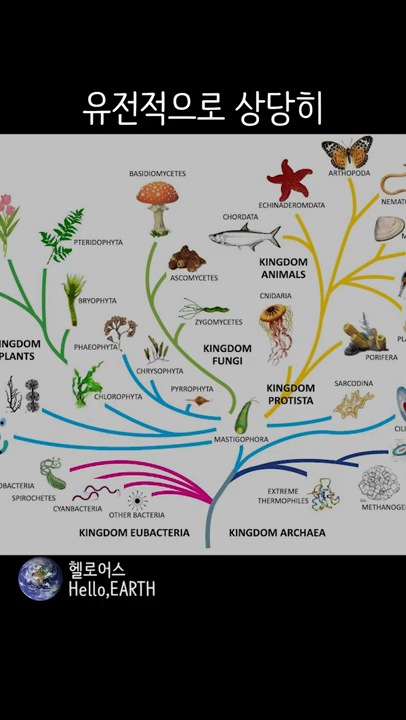 유전적으로 상당히
BASIDIOMYCETES
ARTHOPODA
ECHINADEROMDATA
CHORDATA
PTERIDOPHYTA
ASCOMYCETES
KINGDOM
ANIMALS
BRYOPHYTA
CNIDARIA
ZYGOMYCETES
KINGDOM
FUNGI
PHAEOPHYTA
PLANTS
PORIFERA
CHRYSOPHYTA
PYRROPHYTA
KINGDOM
PROTISTA
SARCODINA
CHLOROPHYTA
MASTIGOPHORA
SPIROCHETES
CYANBACTERIA
OTHER BACTERIA
EXTREME
THERMOPHILES
KINGDOM EUBACTERIA
KINGDOM ARCHAEA
헬로어스
Hello,EARTH